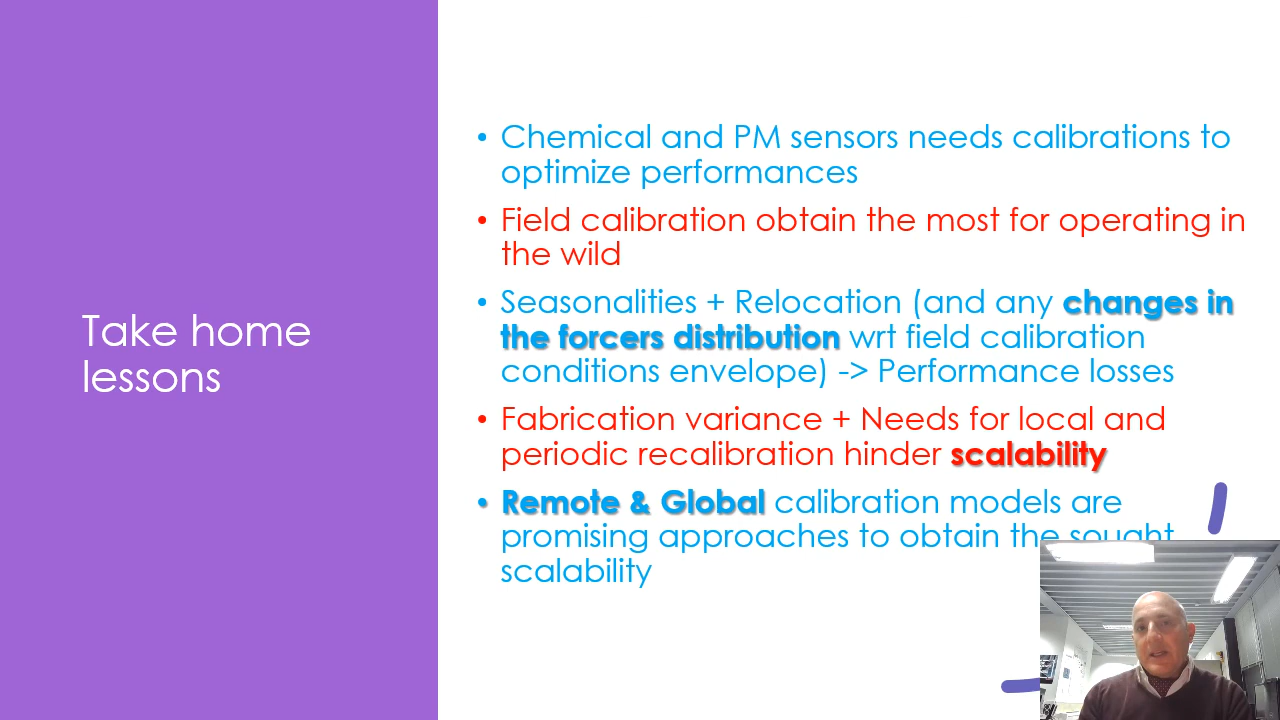 Take home
lessons
• Chemical and PM sensors needs calibrations to
optimize performances
• Field calibration obtain the most for operating in
the wild
• Seasonalities + Relocation (and any changes in
the forcers distribution wrt field calibration
conditions envelope) -> Performance losses
• Fabrication variance + Needs for local and
periodic recalibration hinder scalability
• Remote & Global calibration models are
promising approaches to obtain the sought
scalability